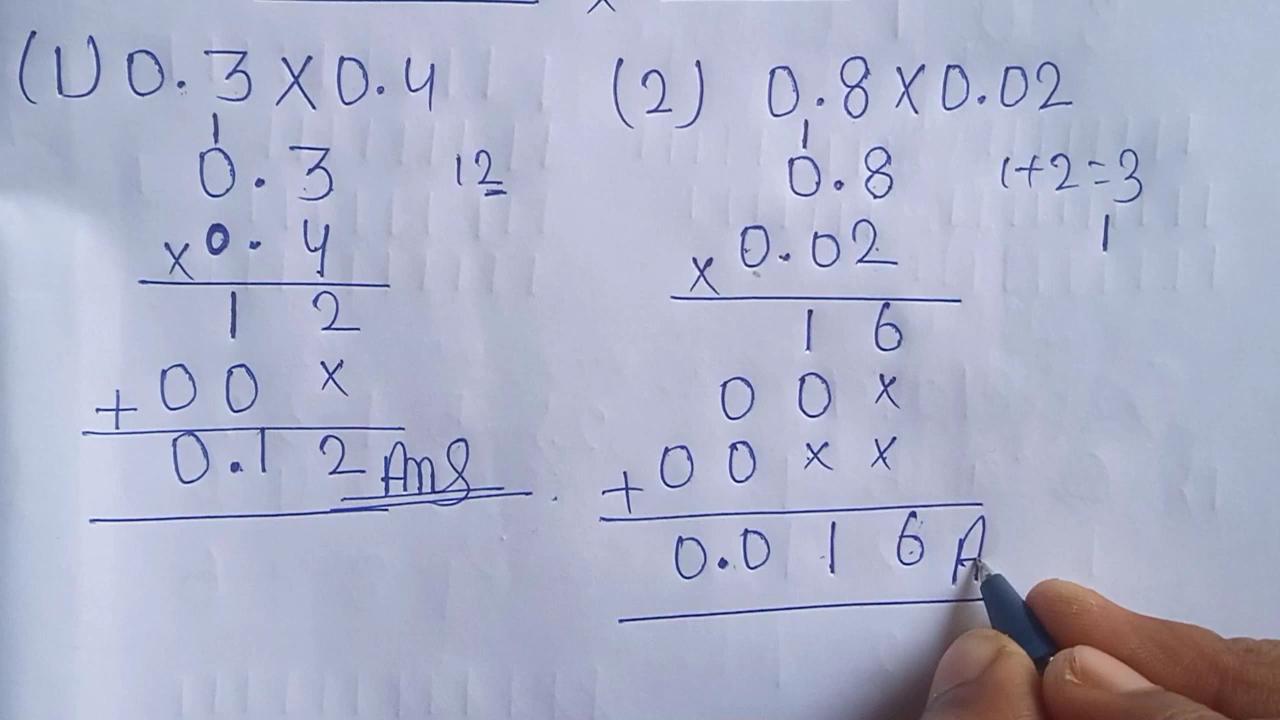 (1) 0.3 X 0.4
1
0.3
12
x 0.4
1 2
+ 0 0 x
0.1 2 Ans
(2) 0.8 X 0.02
1
0.8
1+2=3
1
x 0.02
1 6
0 0 x
+ 0 0 x x
0.0 1 6 A